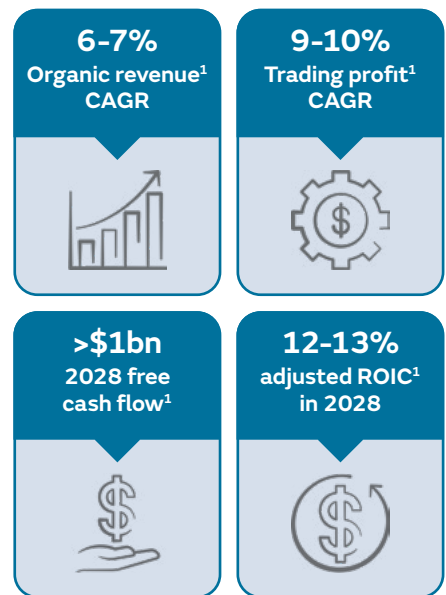 6-7%
Organic revenue¹
CAGR
9-10%
Trading profit¹
CAGR
$
>$1bn
2028 free
cash flow¹
$
12-13%
adjusted ROIC¹
in 2028
$